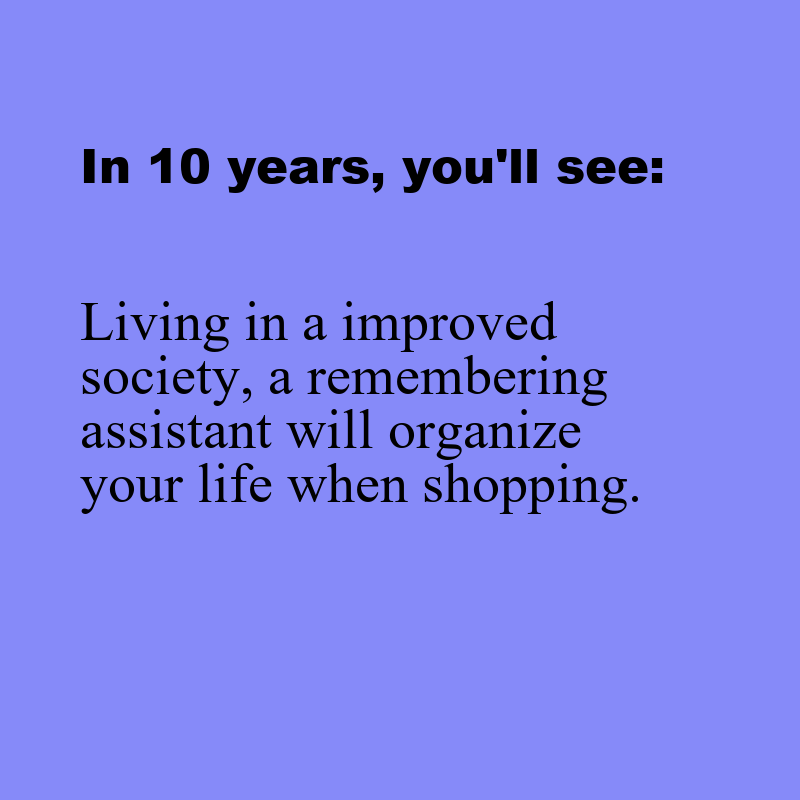 In 10 years, you'll see:
Living in a improved
society, a remembering
assistant will organize
your life when shopping.